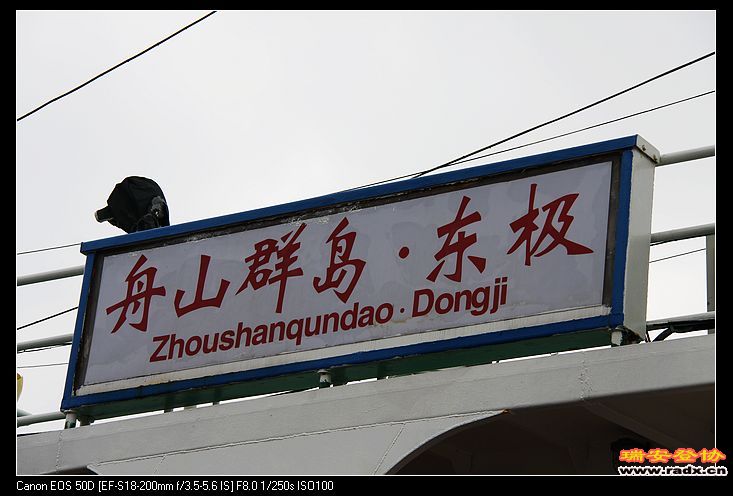 舟山群岛·东极
Zhoushanqundao·Dongji
瑞安登协
www.radx.cn
Canon EOS 50D [EF-S18-200mm f/3.5-5.6 IS] F8.0 1/250s ISO100